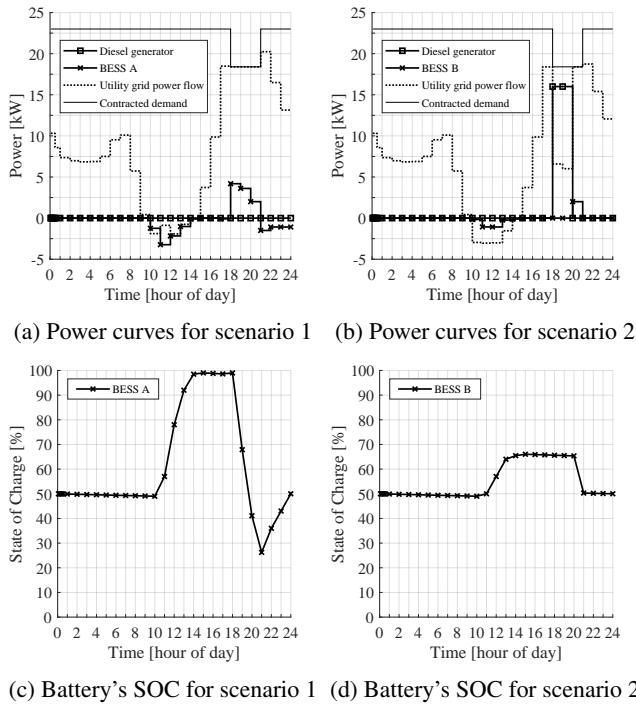 25
20
15
10
5
0
-5
Power [kW]
Diesel generator
BESS A
Utility grid power flow
Contracted demand
0 2 4 6 8 10 12 14 16 18 20 22 24
Time [hour of day]
(a) Power curves for scenario 1
25
20
15
10
5
0
-5
Power [kW]
Diesel generator
BESS B
Utility grid power flow
Contracted demand
0 2 4 6 8 10 12 14 16 18 20 22 24
Time [hour of day]
(b) Power curves for scenario 2
100
90
80
70
60
50
40
30
20
10
0
State of Charge [%]
BESS A
0 2 4 6 8 10 12 14 16 18 20 22 24
Time [hour of day]
(c) Battery's SOC for scenario 1
100
90
80
70
60
50
40
30
20
10
0
State of Charge [%]
BESS B
0 2 4 6 8 10 12 14 16 18 20 22 24
Time [hour of day]
(d) Battery's SOC for scenario 2